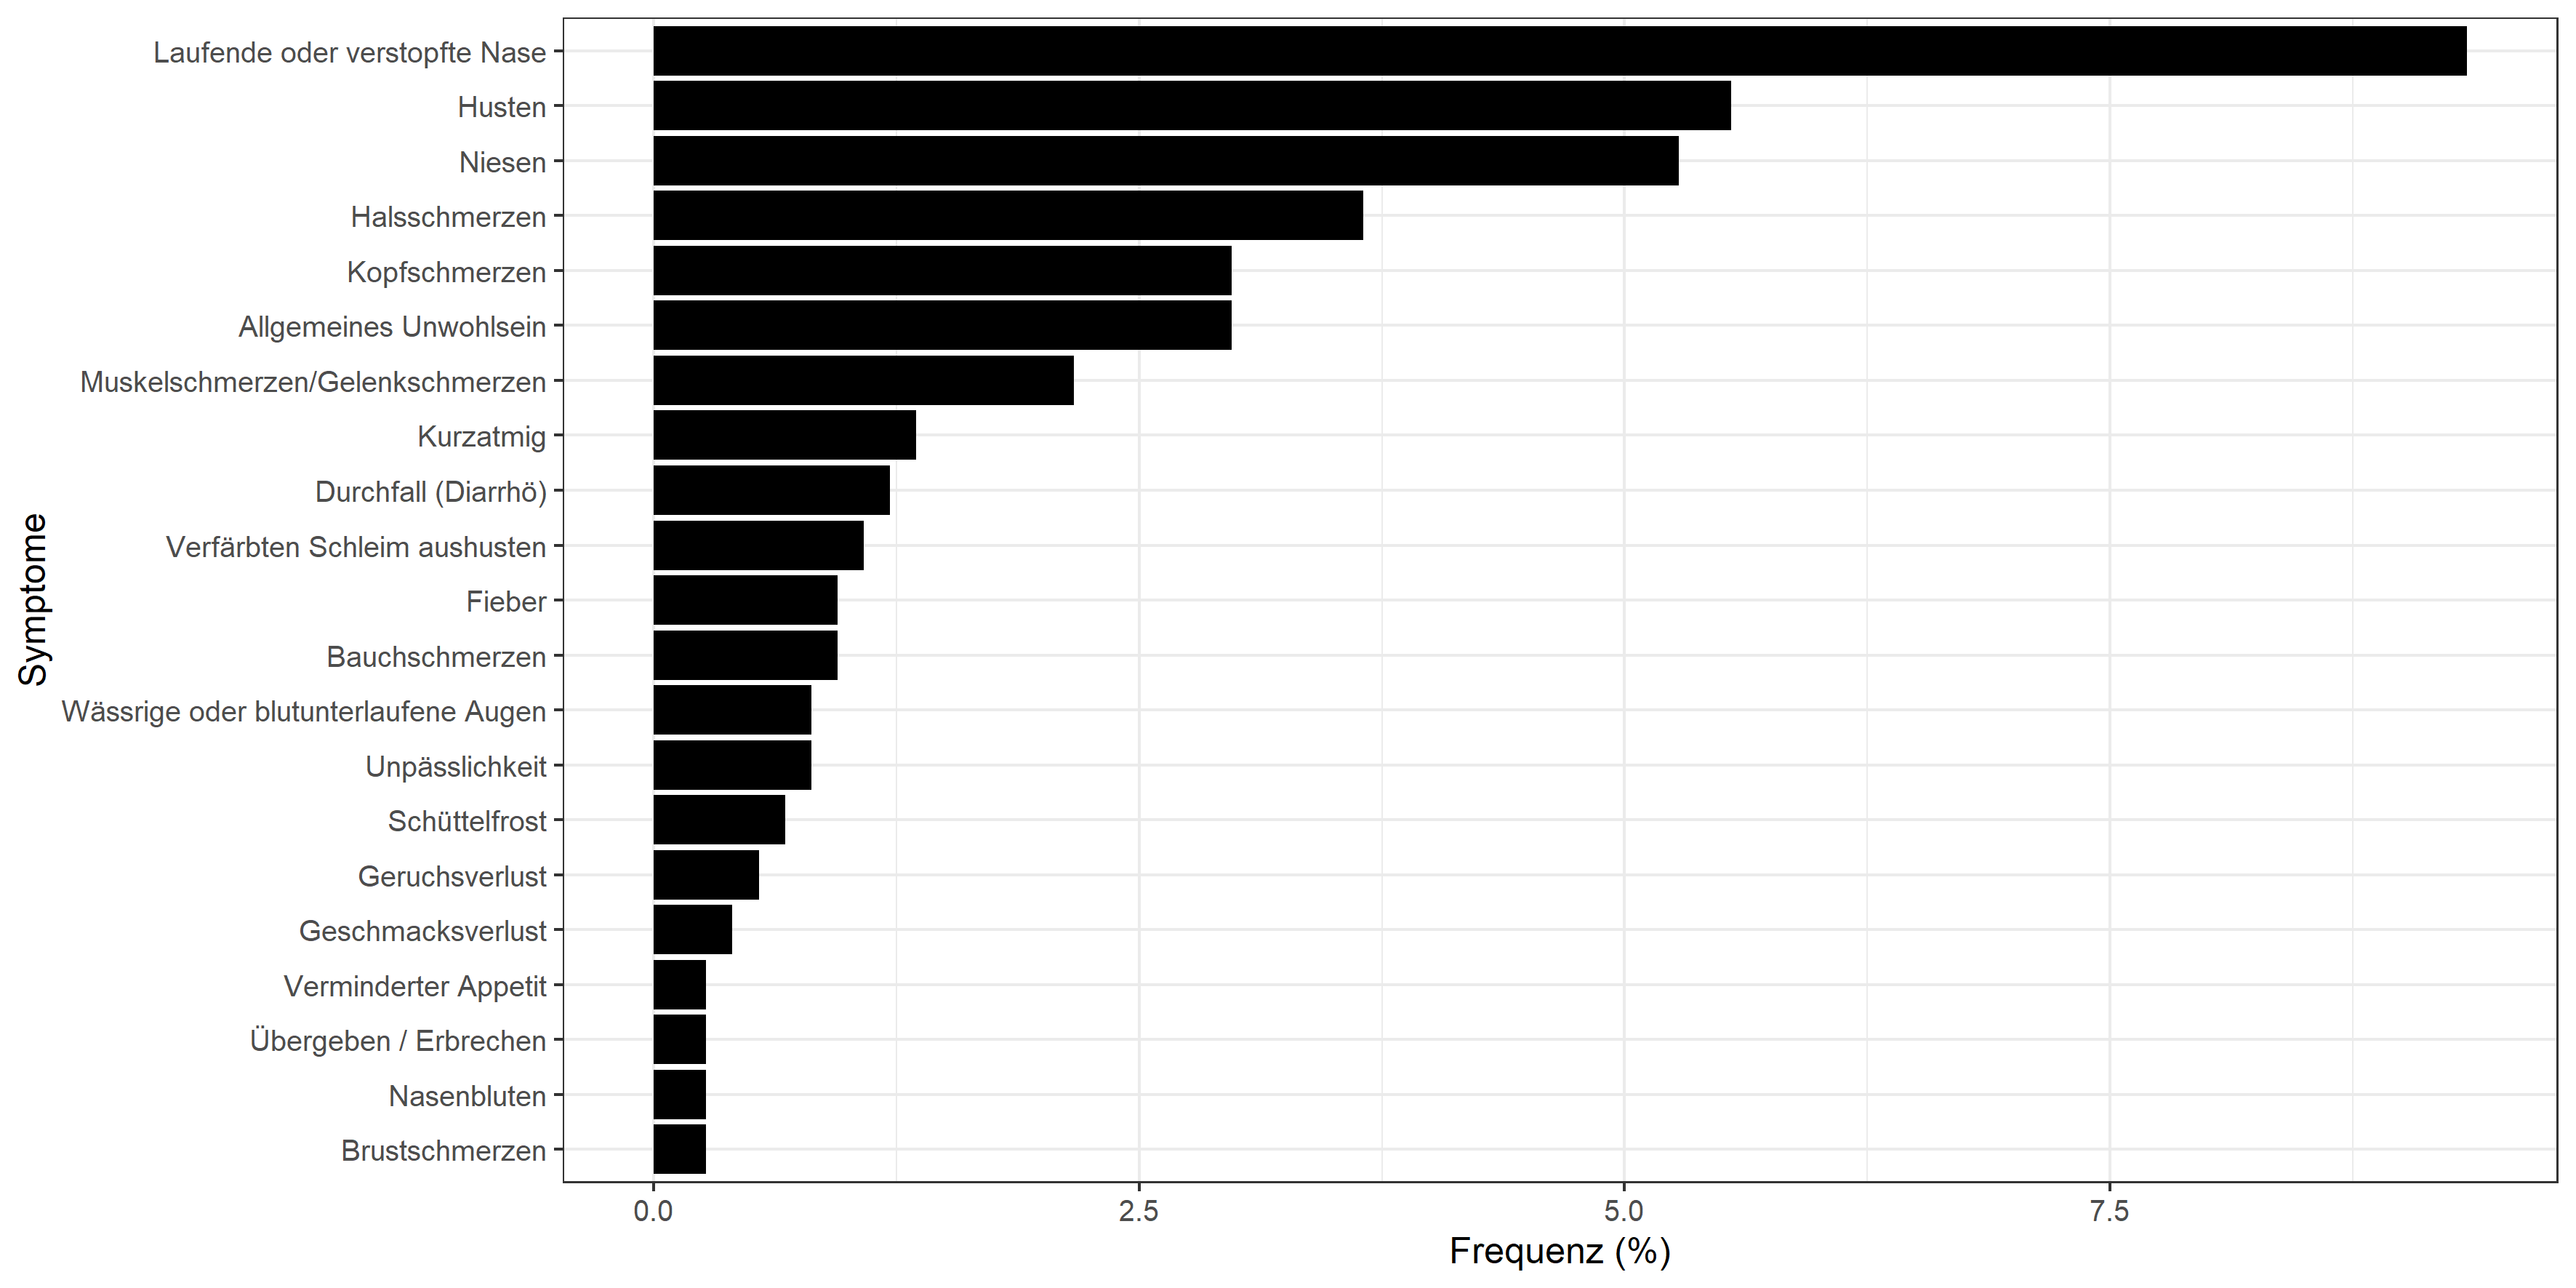 Laufende oder verstopfte Nase
Husten
Niesen
Halsschmerzen
Kopfschmerzen
Allgemeines Unwohlsein
Muskelschmerzen/Gelenkschmerzen
Kurzatmig
Durchfall (Diarrhö)
Verfärbten Schleim aushusten
Fieber
Bauchschmerzen
Wässrige oder blutunterlaufene Augen
Unpässlichkeit
Schüttelfrost
Geruchsverlust
Geschmacksverlust
Verminderter Appetit
Übergeben / Erbrechen
Nasenbluten
Brustschmerzen
Symptome
0.0 2.5 5.0 7.5
Frequenz (%)